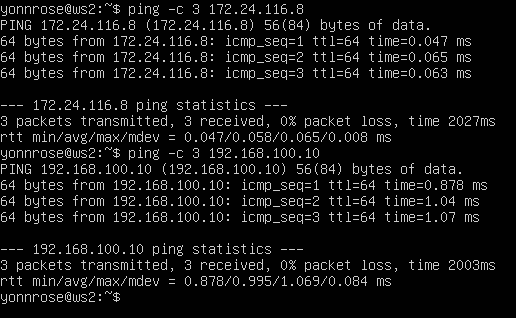 yonnrose@ws2:~$ ping -c 3 172.24.116.8
PING 172.24.116.8 (172.24.116.8) 56(84) bytes of data.
64 bytes from 172.24.116.8: icmp_seq=1 ttl=64 time=0.047 ms
64 bytes from 172.24.116.8: icmp_seq=2 ttl=64 time=0.065 ms
64 bytes from 172.24.116.8: icmp_seq=3 ttl=64 time=0.063 ms

--- 172.24.116.8 ping statistics ---
3 packets transmitted, 3 received, 0% packet loss, time 2027ms
rtt min/avg/max/mdev = 0.047/0.058/0.065/0.008 ms
yonnrose@ws2:~$ ping -c 3 192.168.100.10
PING 192.168.100.10 (192.168.100.10) 56(84) bytes of data.
64 bytes from 192.168.100.10: icmp_seq=1 ttl=64 time=0.878 ms
64 bytes from 192.168.100.10: icmp_seq=2 ttl=64 time=1.04 ms
64 bytes from 192.168.100.10: icmp_seq=3 ttl=64 time=1.07 ms

--- 192.168.100.10 ping statistics ---
3 packets transmitted, 3 received, 0% packet loss, time 2003ms
rtt min/avg/max/mdev = 0.878/0.995/1.069/0.084 ms
yonnrose@ws2:~$